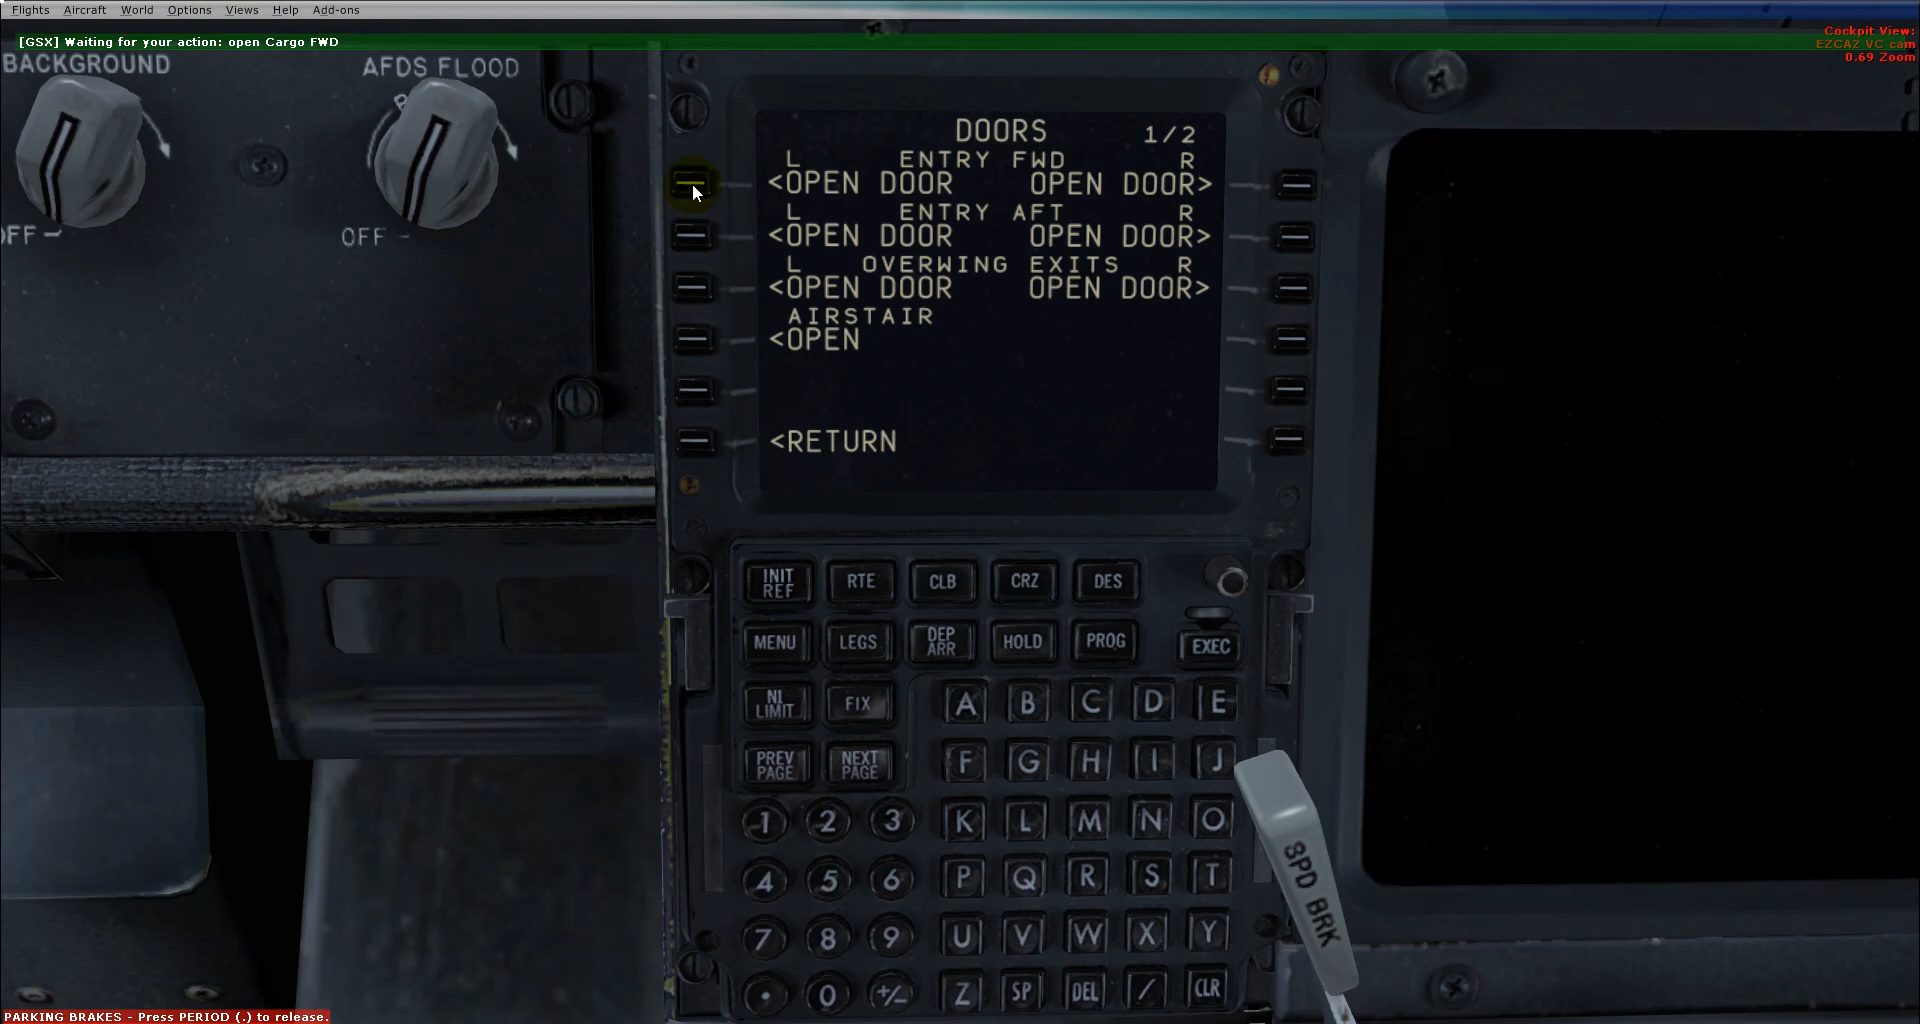 Flights Aircraft World Options Views Help Add-ons
[GSX] Waiting for your action: open Cargo FWD
Cockpit View:
EZCA2 VC cam
0.69 Zoom
BACKGROUND
AFDS FLOOD
OFF
OFF
DOORS 1/2
L ENTRY FWD R
<OPEN DOOR OPEN DOOR>
L ENTRY AFT R
<OPEN DOOR OPEN DOOR>
L OVERWING EXITS R
<OPEN DOOR OPEN DOOR>
AIRSTAIR
<OPEN
<RETURN
INIT REF RTE CLB CRZ DES
MENU LEGS DEP ARR HOLD PROG EXEC
N1 LIMIT FIX A B C D E
PREV PAGE NEXT PAGE F G H I J
1 2 3 K L M N O
4 5 6 P Q R S T
7 8 9 U V W X Y
. 0 +/- Z SP DEL / CLR
SPD BRK
PARKING BRAKES - Press PERIOD (.) to release.